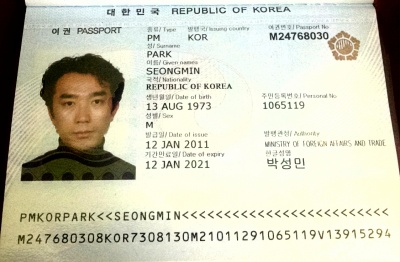 대한민국 REPUBLIC OF KOREA
여권 PASSPORT
종류/Type 발행국/Issuing country 여권번호/Passport No
PM KOR M24768030
성/Surname
PARK
이름/Given names
SEONGMIN
국적/Nationality
REPUBLIC OF KOREA
생년월일/Date of birth 주민등록번호/Personal No
13 AUG 1973 1065119
성별/Sex
M
발급일/Date of issue 발행관청/Authority
12 JAN 2011 MINISTRY OF FOREIGN AFFAIRS AND TRADE
기간만료일/Date of expiry 한글성명
12 JAN 2021 박성민
PMKORPARK<<SEONGMIN<<<<<<<<<<<<<<<<<<<<<<<<<
M247680308KOR7308130M21011291065119V13915294